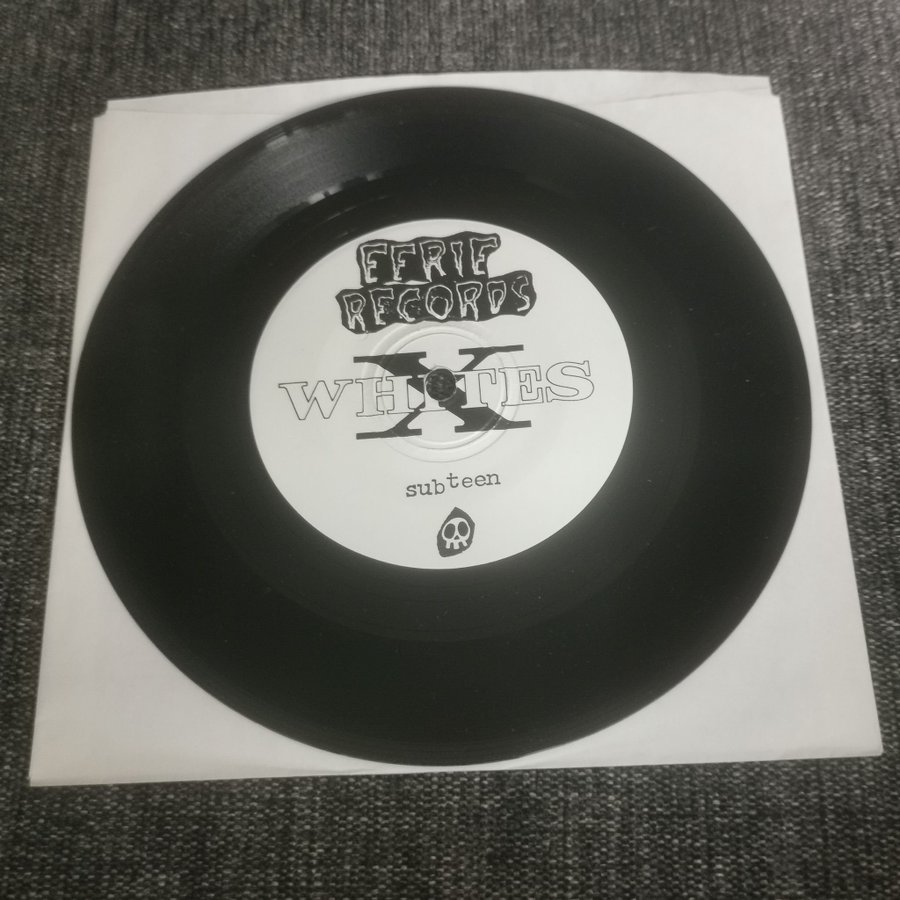 EERIE
RECORDS
X
WHITES
subteen